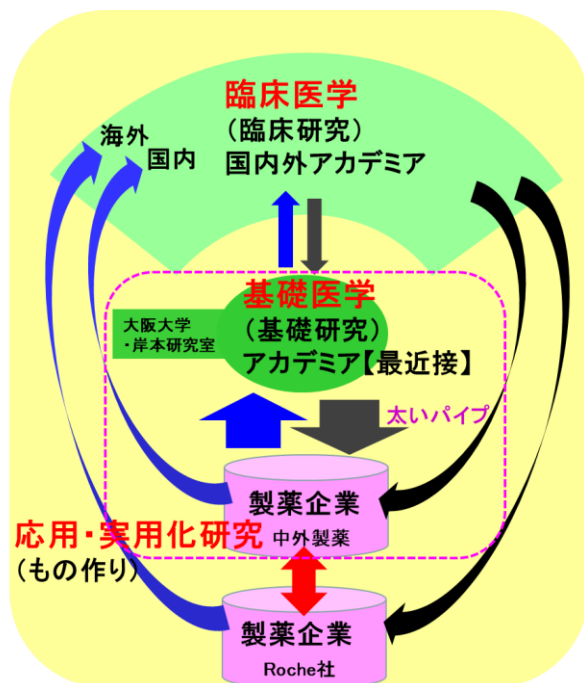 臨床医学
(臨床研究)
国内外アカデミア
海外
国内
基礎医学
(基礎研究)
アカデミア【最近接】
大阪大学
・岸本研究室
太いパイプ
製薬企業
中外製薬
応用・実用化研究
(もの作り)
製薬企業
Roche社